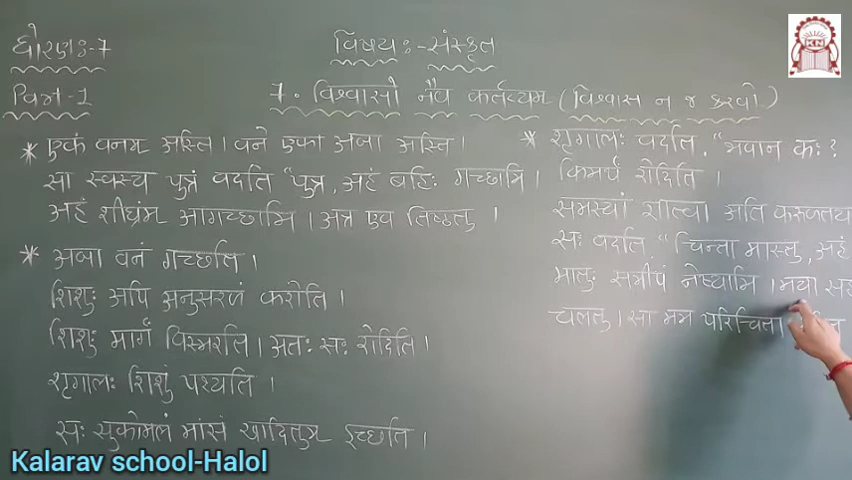 ધોરણઃ-7
વિષયઃ-સંસ્કૃત
KN
વિભાગ-1
7. विश्वासो नैव कर्तव्यम (વિશ્વાસ ન જ કરવો)
* एकं वनम अस्ति। वने एका अजा अस्ति।
सा स्वस्य पुत्रं वदति "पुत्र, अहं बहिः गच्छामि।
अहं शीघ्रंम आगच्छामि। अत्र एव तिष्ठतु।
* अजा वनं गच्छति।
शिशुः अपि अनुसरणं करोति।
शिशुः मार्गं विस्मरति। अतः सः रोदिति।
शृगालः शिशुं पश्यति।
सः सुकोमलं मांसं खादितुम इच्छति।
* शृगालः वदति, "भवान कः?
किमर्थं रोदिति।
समस्यां अति
सः वदति, "चिन्ता मास्तु, अहं
मातुः समीपं नेष्यामि। मया सह
चलतु। सा मम परिचिता
Kalarav school-Halol